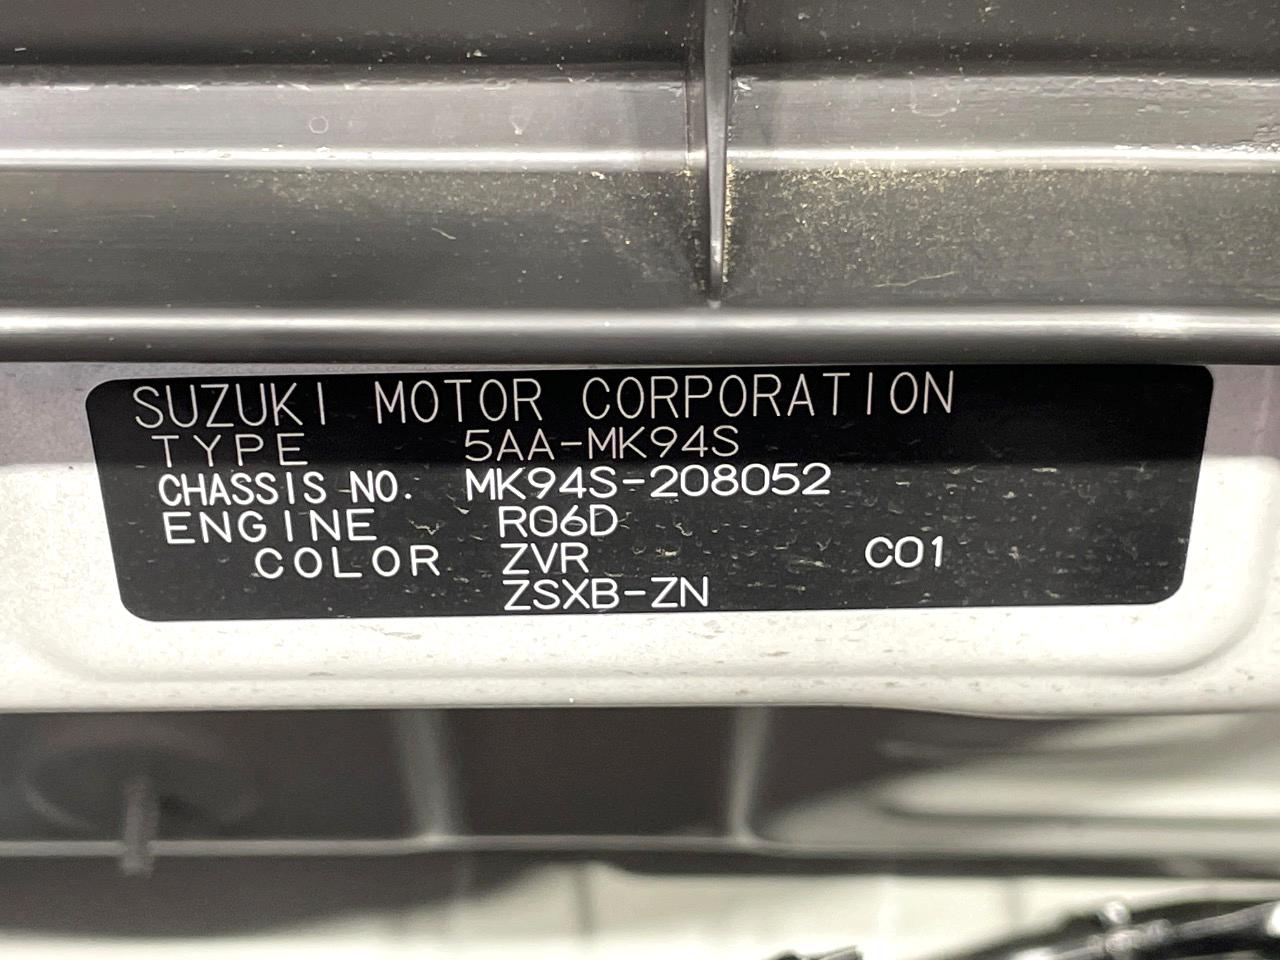 SUZUKI MOTOR CORPORATION
TYPE 5AA-MK94S
CHASSIS NO. MK94S-208052
ENGINE R06D
COLOR ZVR C01
ZSXB-ZN